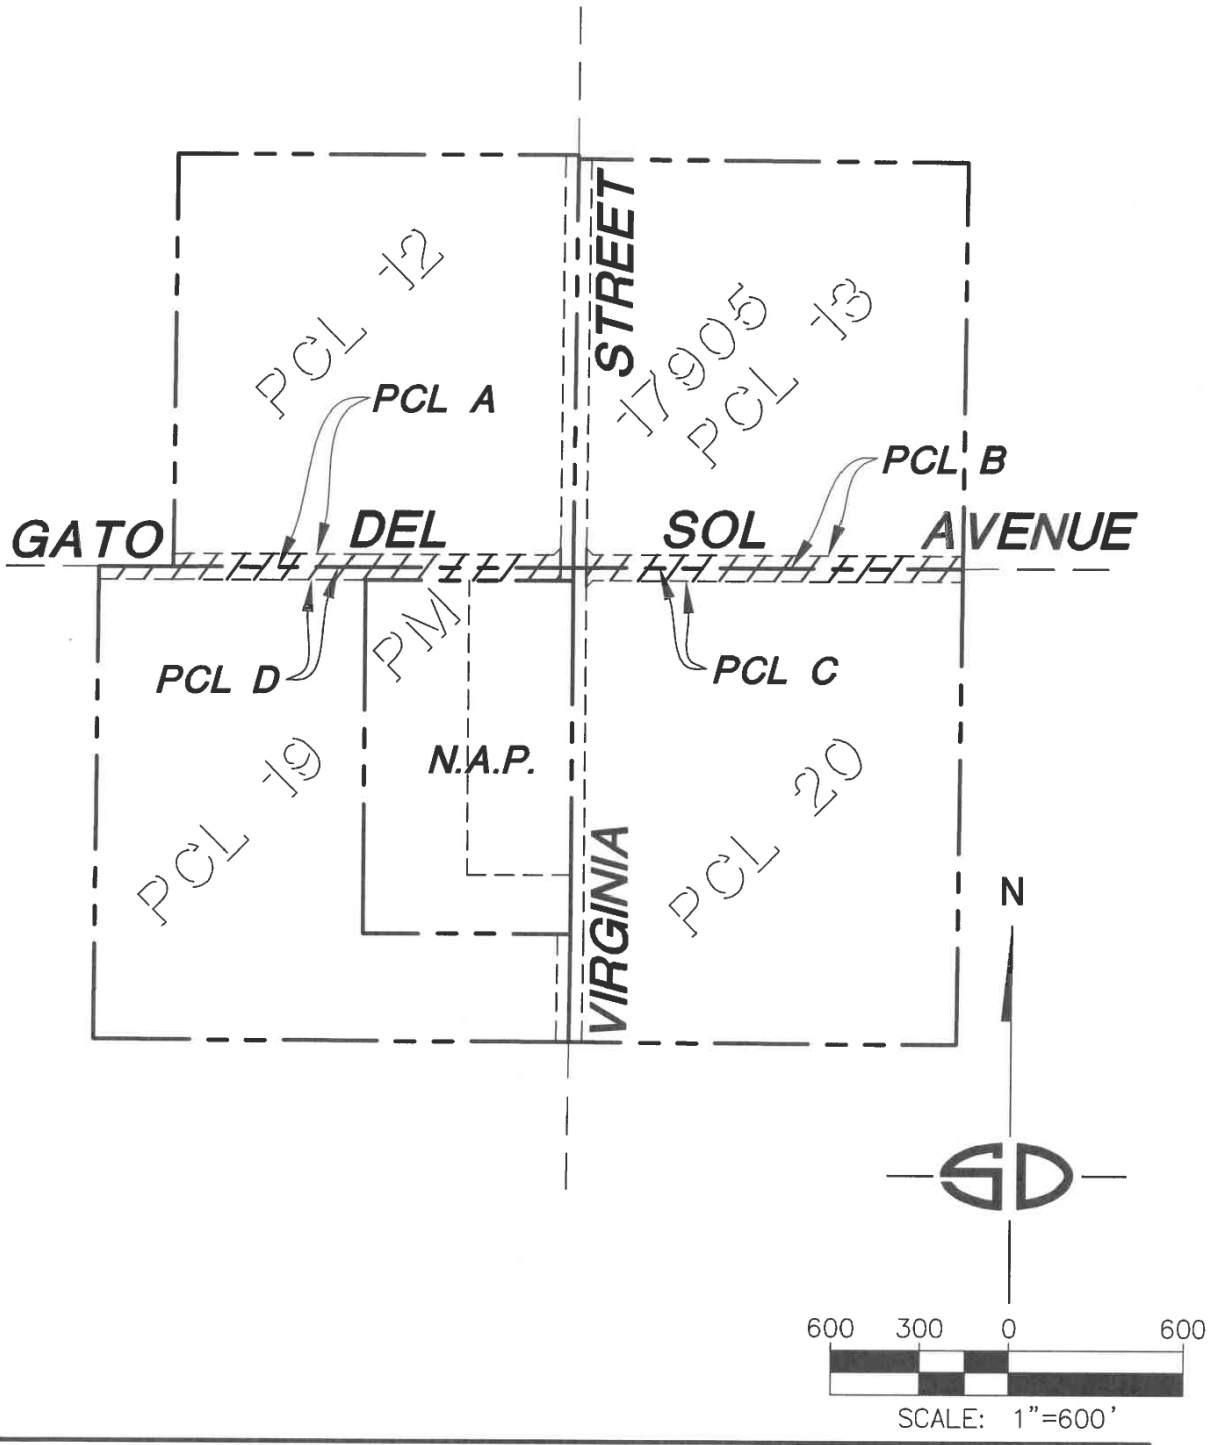 STREET
PCL 12
17905
PCL 13
PCL A
PCL B
GATO DEL SOL AVENUE
PM
PCL D
PCL C
N.A.P.
PCL 19
PCL 20
VIRGINIA
N
SD
600 300 0 600
SCALE: 1"=600'